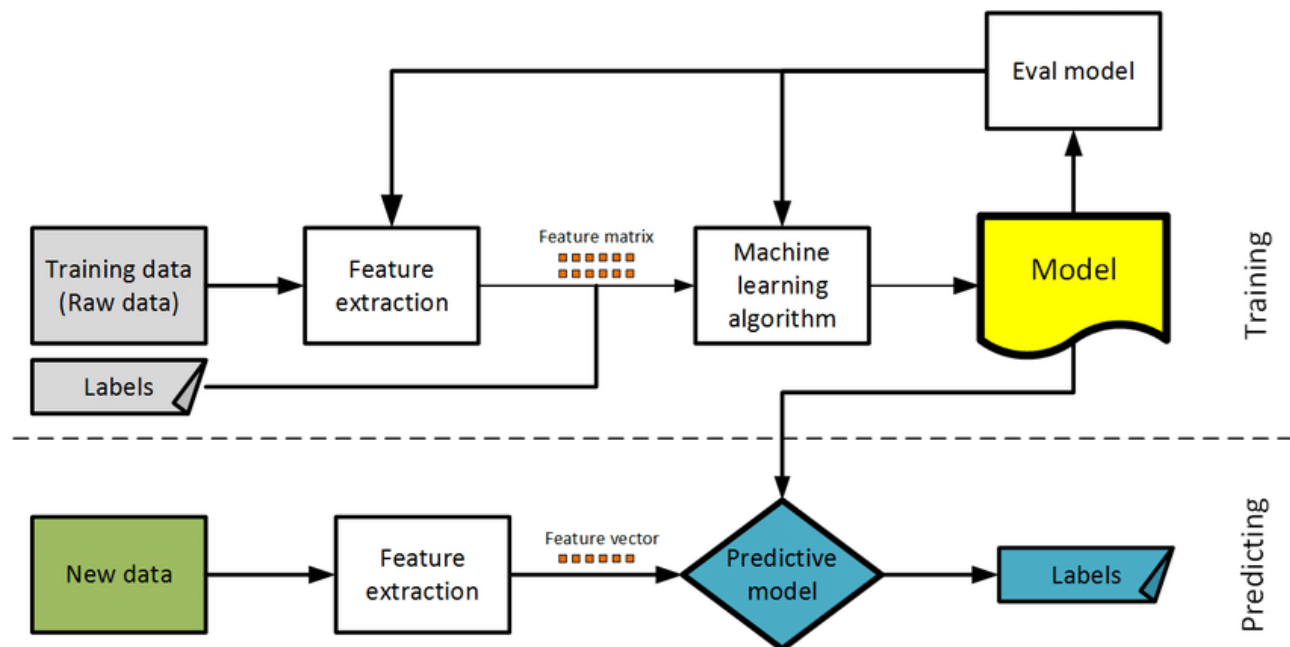 Eval model
Training data
(Raw data)
Feature
extraction
Feature matrix
Machine
learning
algorithm
Model
Training
Labels
New data
Feature
extraction
Feature vector
Predictive
model
Labels
Predicting